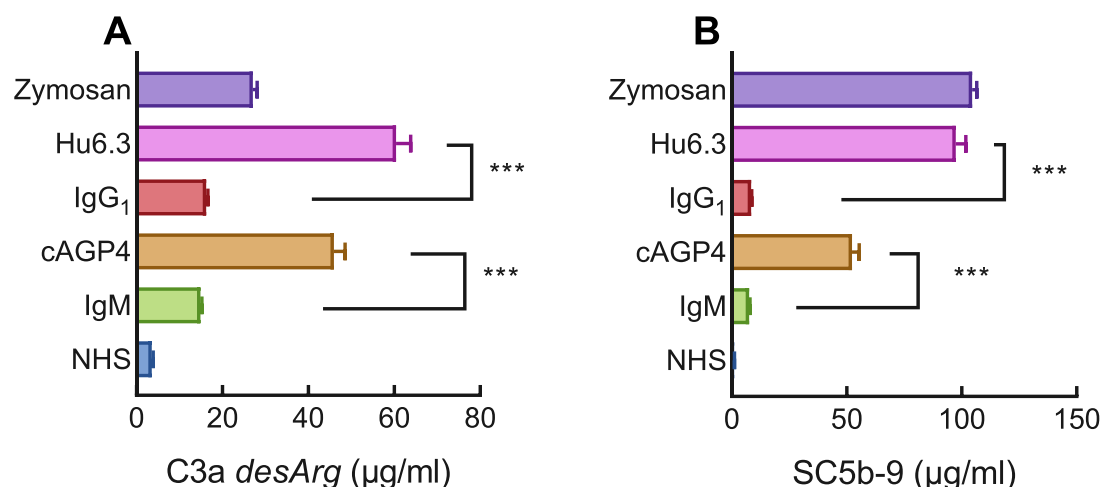 A
Zymosan
Hu6.3
IgG1
cAGP4
IgM
NHS
***
***
0 20 40 60 80
C3a desArg (µg/ml)
B
Zymosan
Hu6.3
IgG1
cAGP4
IgM
NHS
***
***
0 50 100 150
SC5b-9 (µg/ml)